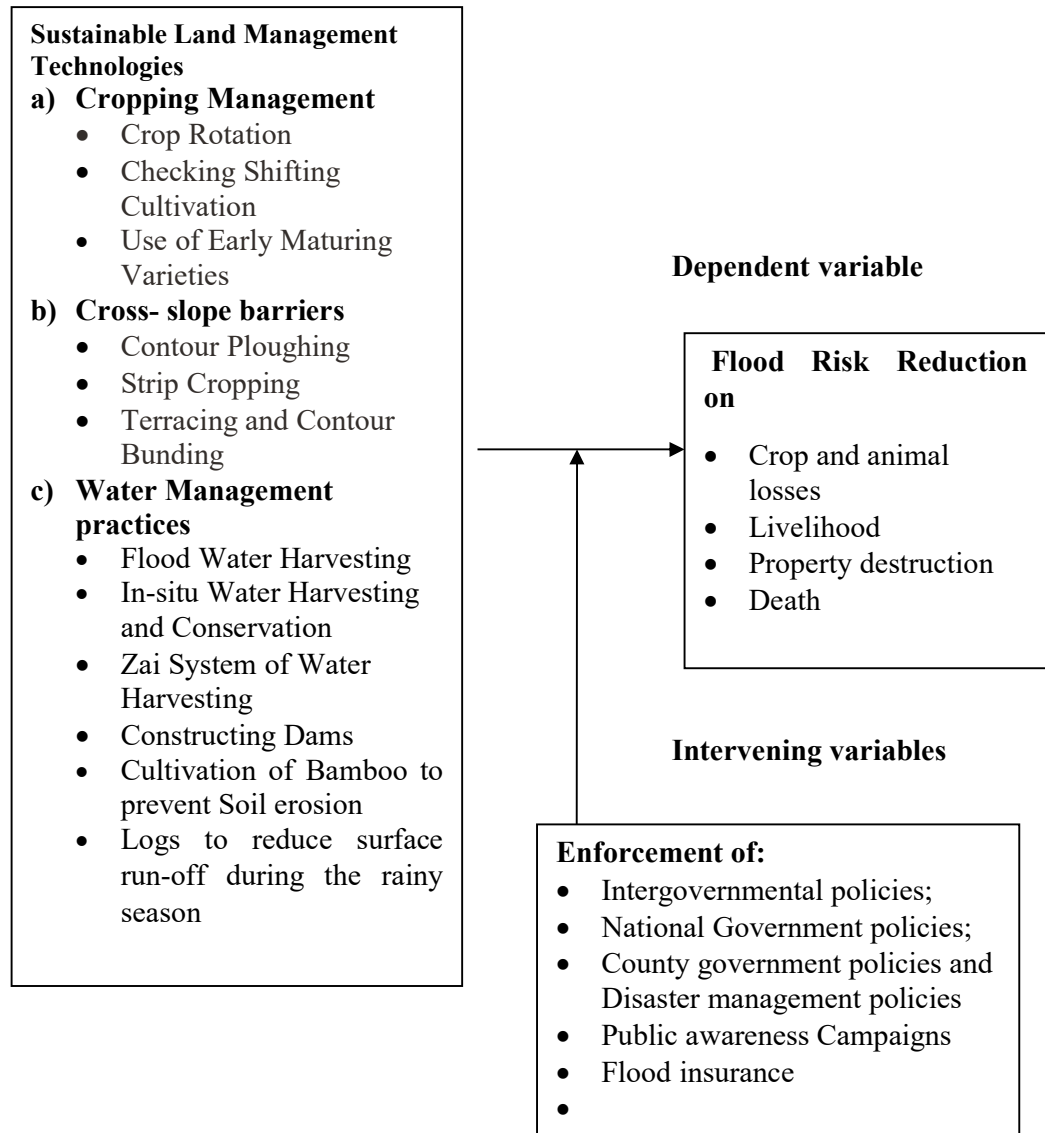 Sustainable Land Management
Technologies
a) Cropping Management
• Crop Rotation
• Checking Shifting
Cultivation
• Use of Early Maturing
Varieties
b) Cross- slope barriers
• Contour Ploughing
• Strip Cropping
• Terracing and Contour
Bunding
c) Water Management
practices
• Flood Water Harvesting
• In-situ Water Harvesting
and Conservation
• Zai System of Water
Harvesting
• Constructing Dams
• Cultivation of Bamboo to
prevent Soil erosion
• Logs to reduce surface
run-off during the rainy
season
Dependent variable
Flood Risk Reduction
on
• Crop and animal
losses
• Livelihood
• Property destruction
• Death
Intervening variables
Enforcement of:
• Intergovernmental policies;
• National Government policies;
• County government policies and
Disaster management policies
• Public awareness Campaigns
• Flood insurance
•